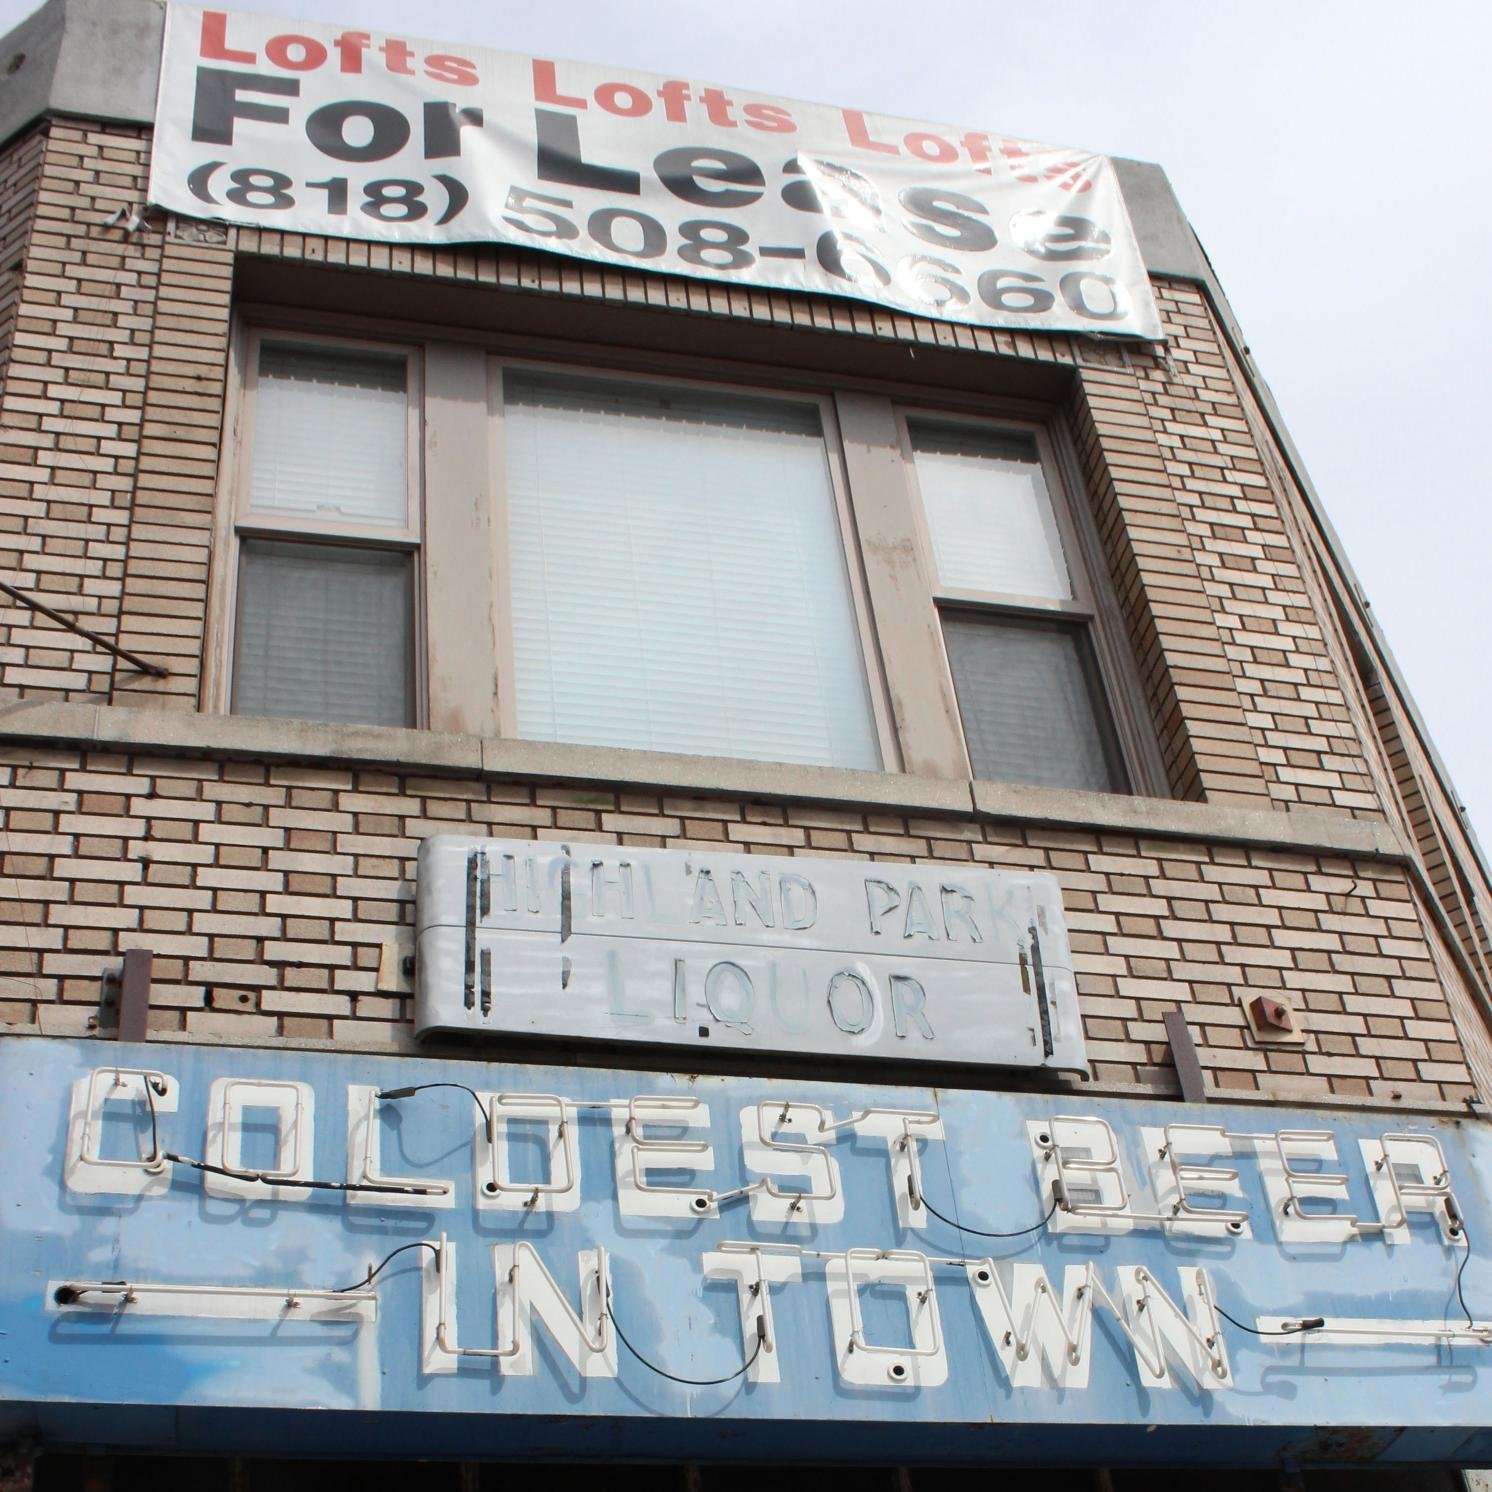 Lofts Lofts Lofts
For Lease
(818) 508-6660
HIGHLAND PARK
LIQUOR
COLDEST BEER
IN TOWN